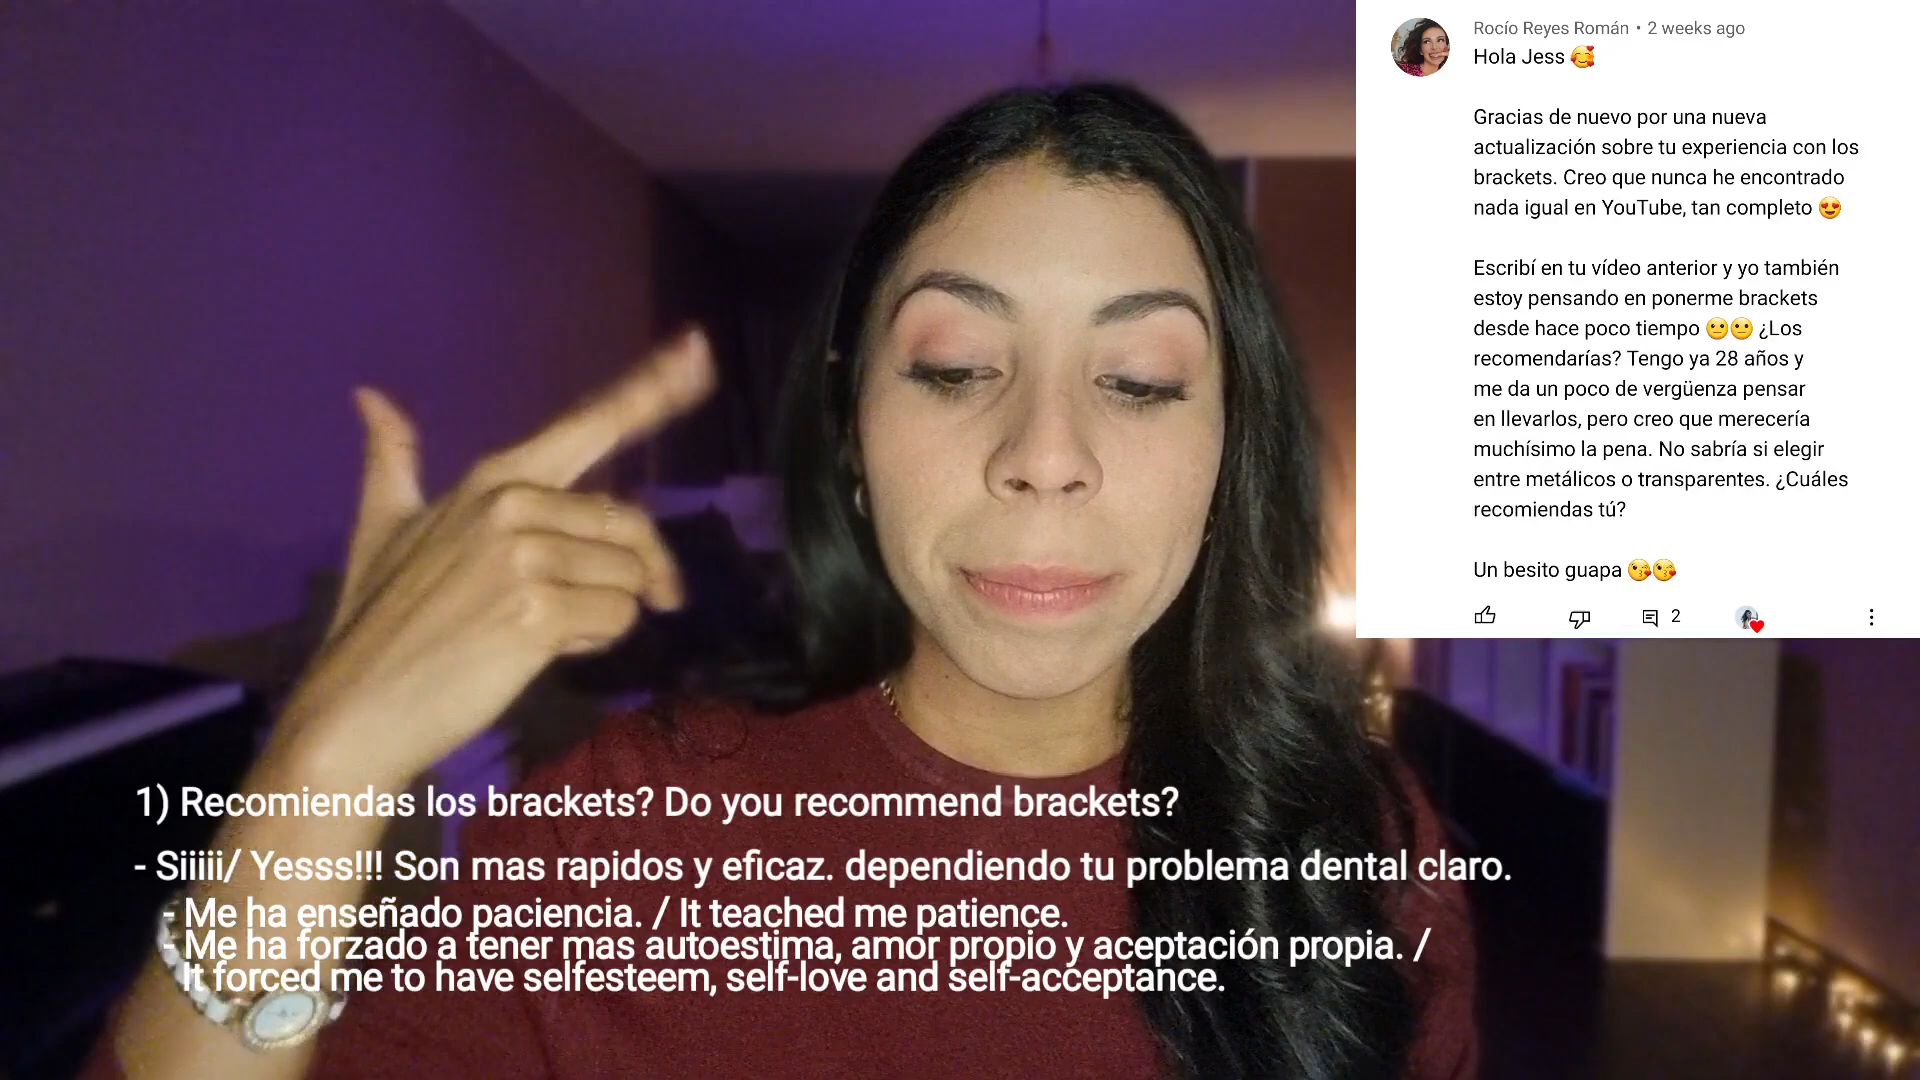 Rocío Reyes Román • 2 weeks ago
Hola Jess 🥰
Gracias de nuevo por una nueva
actualización sobre tu experiencia con los
brackets. Creo que nunca he encontrado
nada igual en YouTube, tan completo 😍
Escribí en tu vídeo anterior y yo también
estoy pensando en ponerme brackets
desde hace poco tiempo 😐😐 ¿Los
recomendarías? Tengo ya 28 años y
me da un poco de vergüenza pensar
en llevarlos, pero creo que merecería
muchísimo la pena. No sabría si elegir
entre metálicos o transparentes. ¿Cuáles
recomiendas tú?
Un besito guapa 😘😘
2
1) Recomiendas los brackets? Do you recommend brackets?
- Siiiii/ Yesss!!! Son mas rapidos y eficaz. dependiendo tu problema dental claro.
- Me ha enseñado paciencia. / It teached me patience.
- Me ha forzado a tener mas autoestima, amor propio y aceptación propia. /
It forced me to have selfesteem, self-love and self-acceptance.